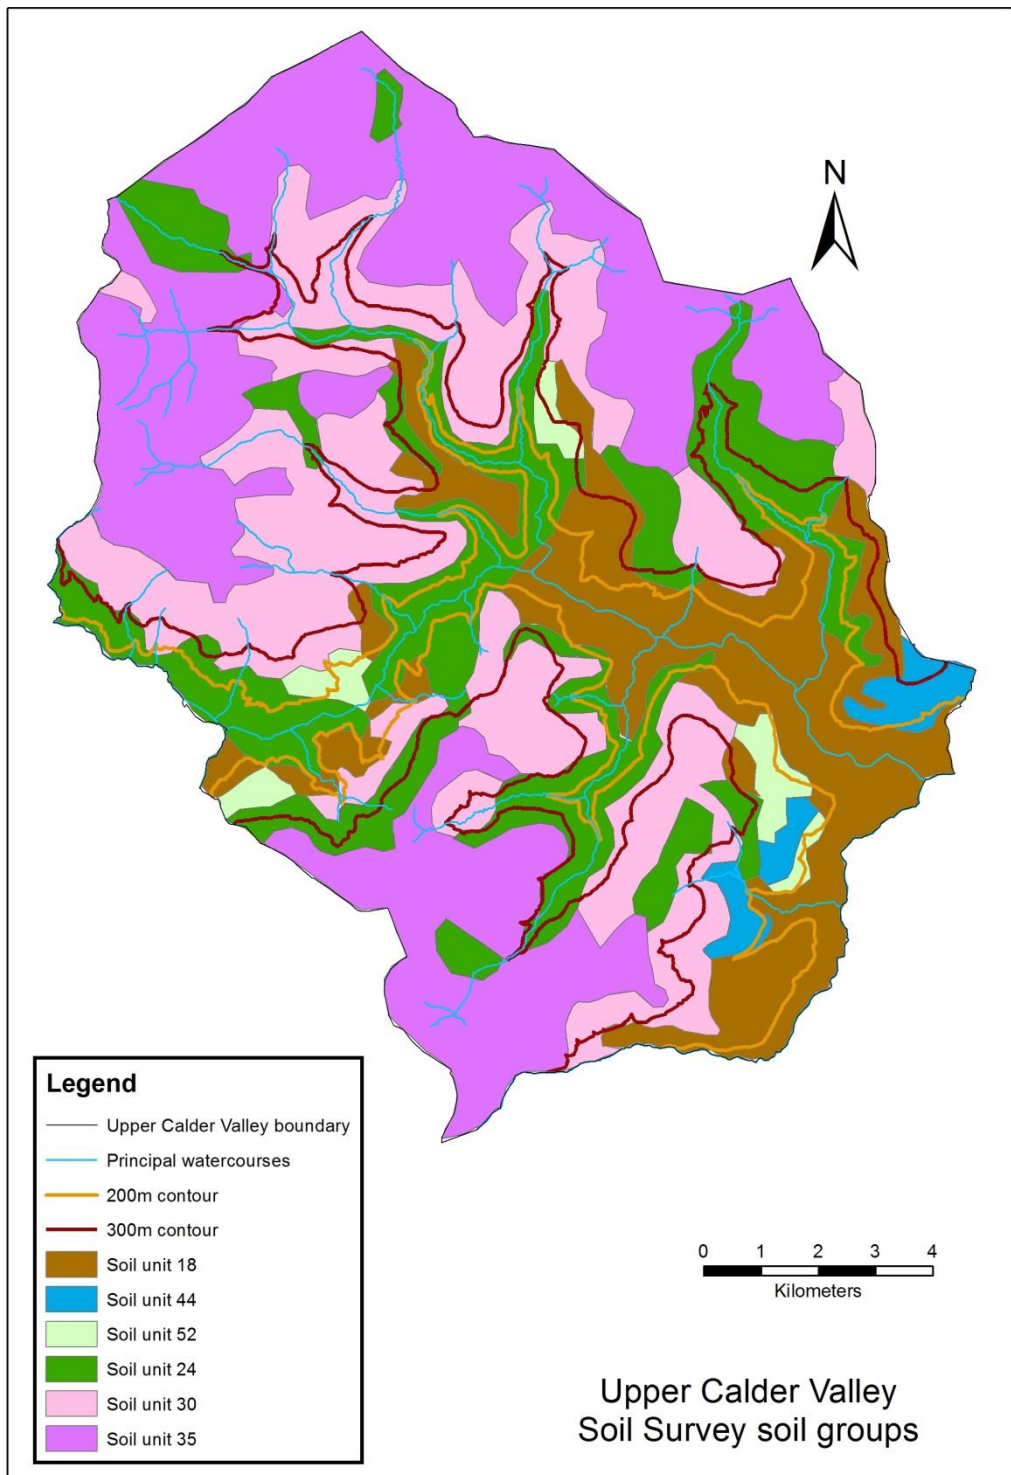 N
Legend
Upper Calder Valley boundary
Principal watercourses
200m contour
300m contour
Soil unit 18
Soil unit 44
Soil unit 52
Soil unit 24
Soil unit 30
Soil unit 35
0 1 2 3 4
Kilometers
Upper Calder Valley
Soil Survey soil groups